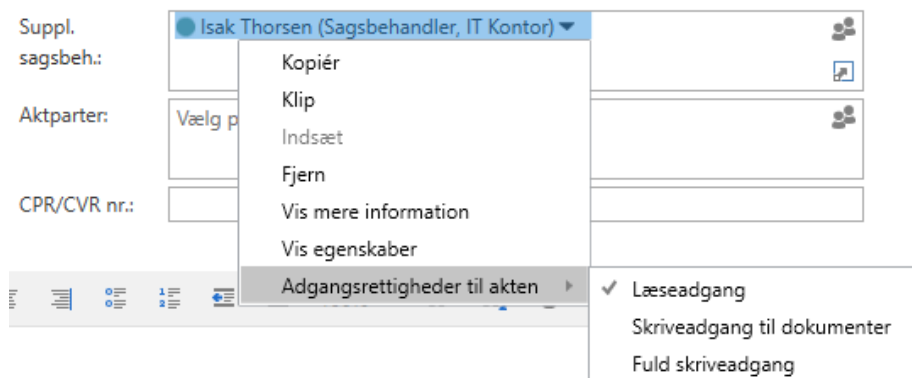 Suppl.
sagsbeh.:
Isak Thorsen (Sagsbehandler, IT Kontor)
Kopiér
Klip
Aktparter:
Vælg p
Indsæt
Fjern
CPR/CVR nr.:
Vis mere information
Vis egenskaber
Adgangsrettigheder til akten
Læseadgang
Skriveadgang til dokumenter
Fuld skriveadgang